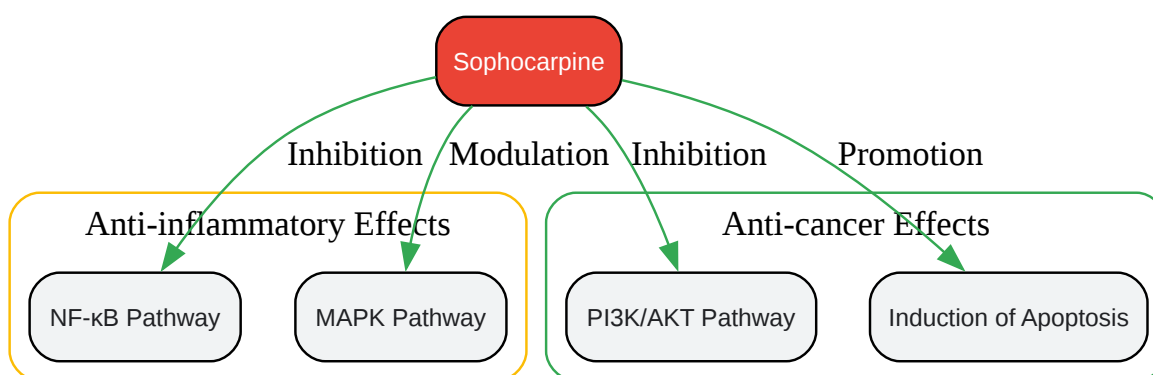 Sophocarpine
Inhibition
Modulation
Inhibition
Promotion
Anti-inflammatory Effects
Anti-cancer Effects
NF-κB Pathway
MAPK Pathway
PI3K/AKT Pathway
Induction of Apoptosis